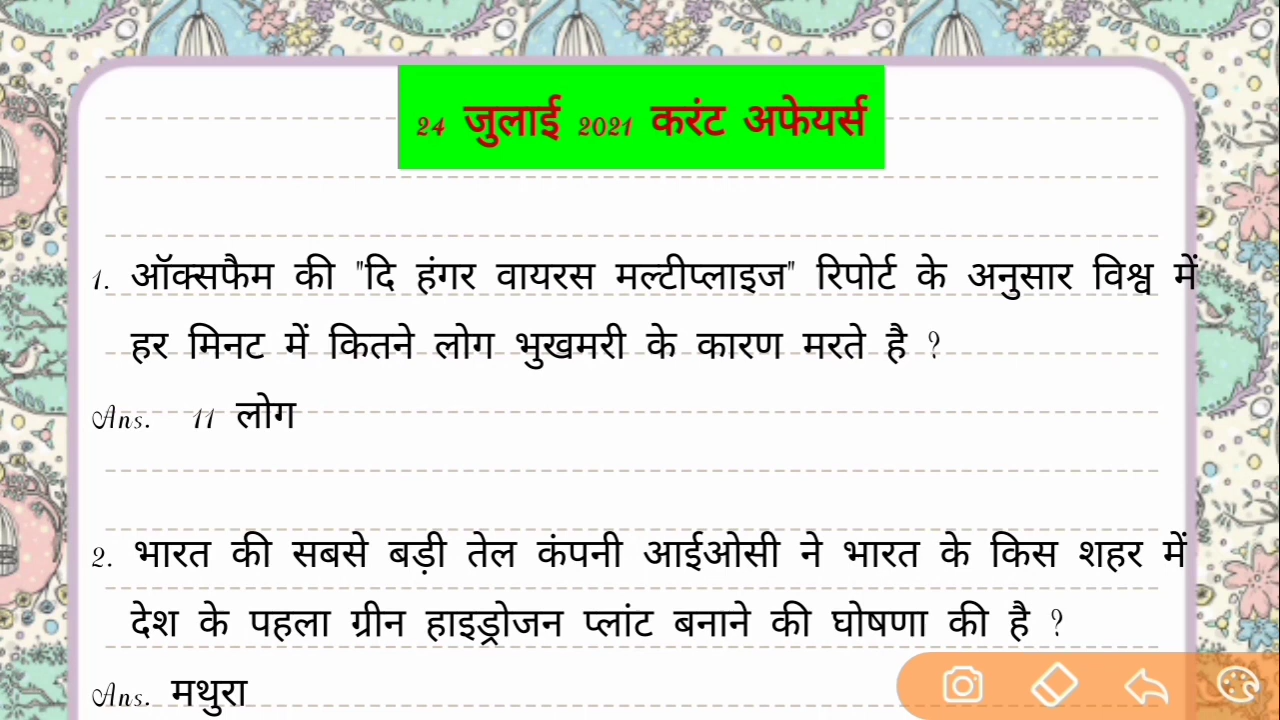 24 जुलाई 2021 करंट अफेयर्स
1. ऑक्सफैम की "दि हंगर वायरस मल्टीप्लाइज" रिपोर्ट के अनुसार विश्व में
हर मिनट में कितने लोग भुखमरी के कारण मरते है ?
Ans. 11 लोग
2. भारत की सबसे बड़ी तेल कंपनी आईओसी ने भारत के किस शहर में
देश के पहला ग्रीन हाइड्रोजन प्लांट बनाने की घोषणा की है ?
Ans. मथुरा